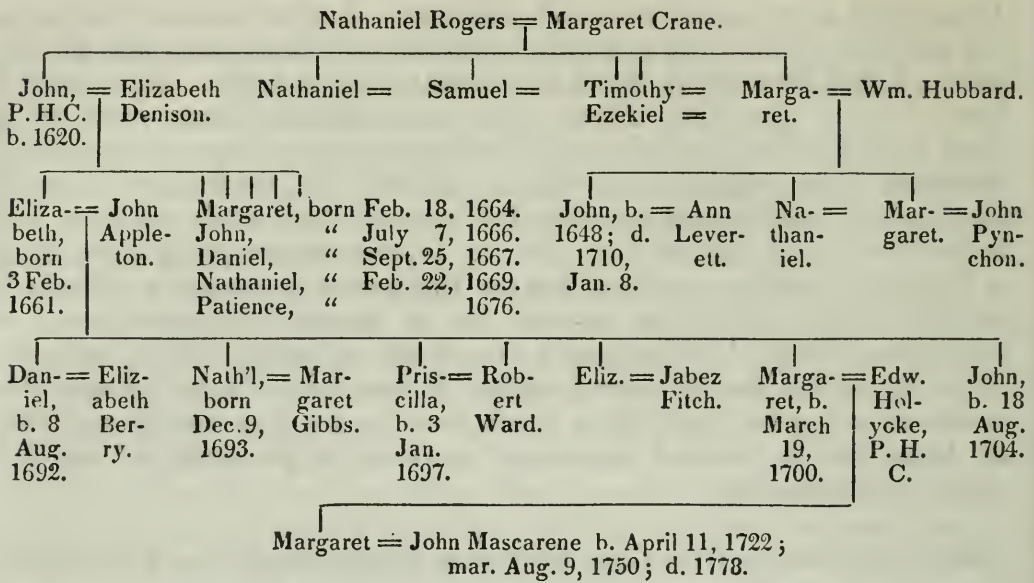 Nathaniel Rogers = Margaret Crane.
John, = Elizabeth Nathaniel = Samuel = Timothy = Marga- = Wm. Hubbard.
P. H.C. Denison. Ezekiel = ret.
b. 1620.
Eliza- = John Margaret, born Feb. 18, 1664. John, b. = Ann Na- = Mar- = John
beth, Apple- John, “ July 7, 1666. 1648; d. Lever- than- garet. Pyn-
born ton. Daniel, “ Sept. 25, 1667. 1710, ett. iel. chon.
3 Feb. Nathaniel, “ Feb. 22, 1669. Jan. 8.
1661. Patience, “ 1676.
Dan- = Eliz- Nath'l, = Mar- Pris- = Rob- Eliz. = Jabez Marga- = Edw. John,
iel, abeth born garet cilla, ert Fitch. ret, b. Hol- b. 18
b. 8 Ber- Dec. 9, Gibbs. b. 3 Ward. March yoke, Aug.
Aug. ry. 1693. Jan. 19, P. H. 1704.
1692. 1697. 1700. C.
Margaret = John Mascarene b. April 11, 1722;
mar. Aug. 9, 1750; d. 1778.